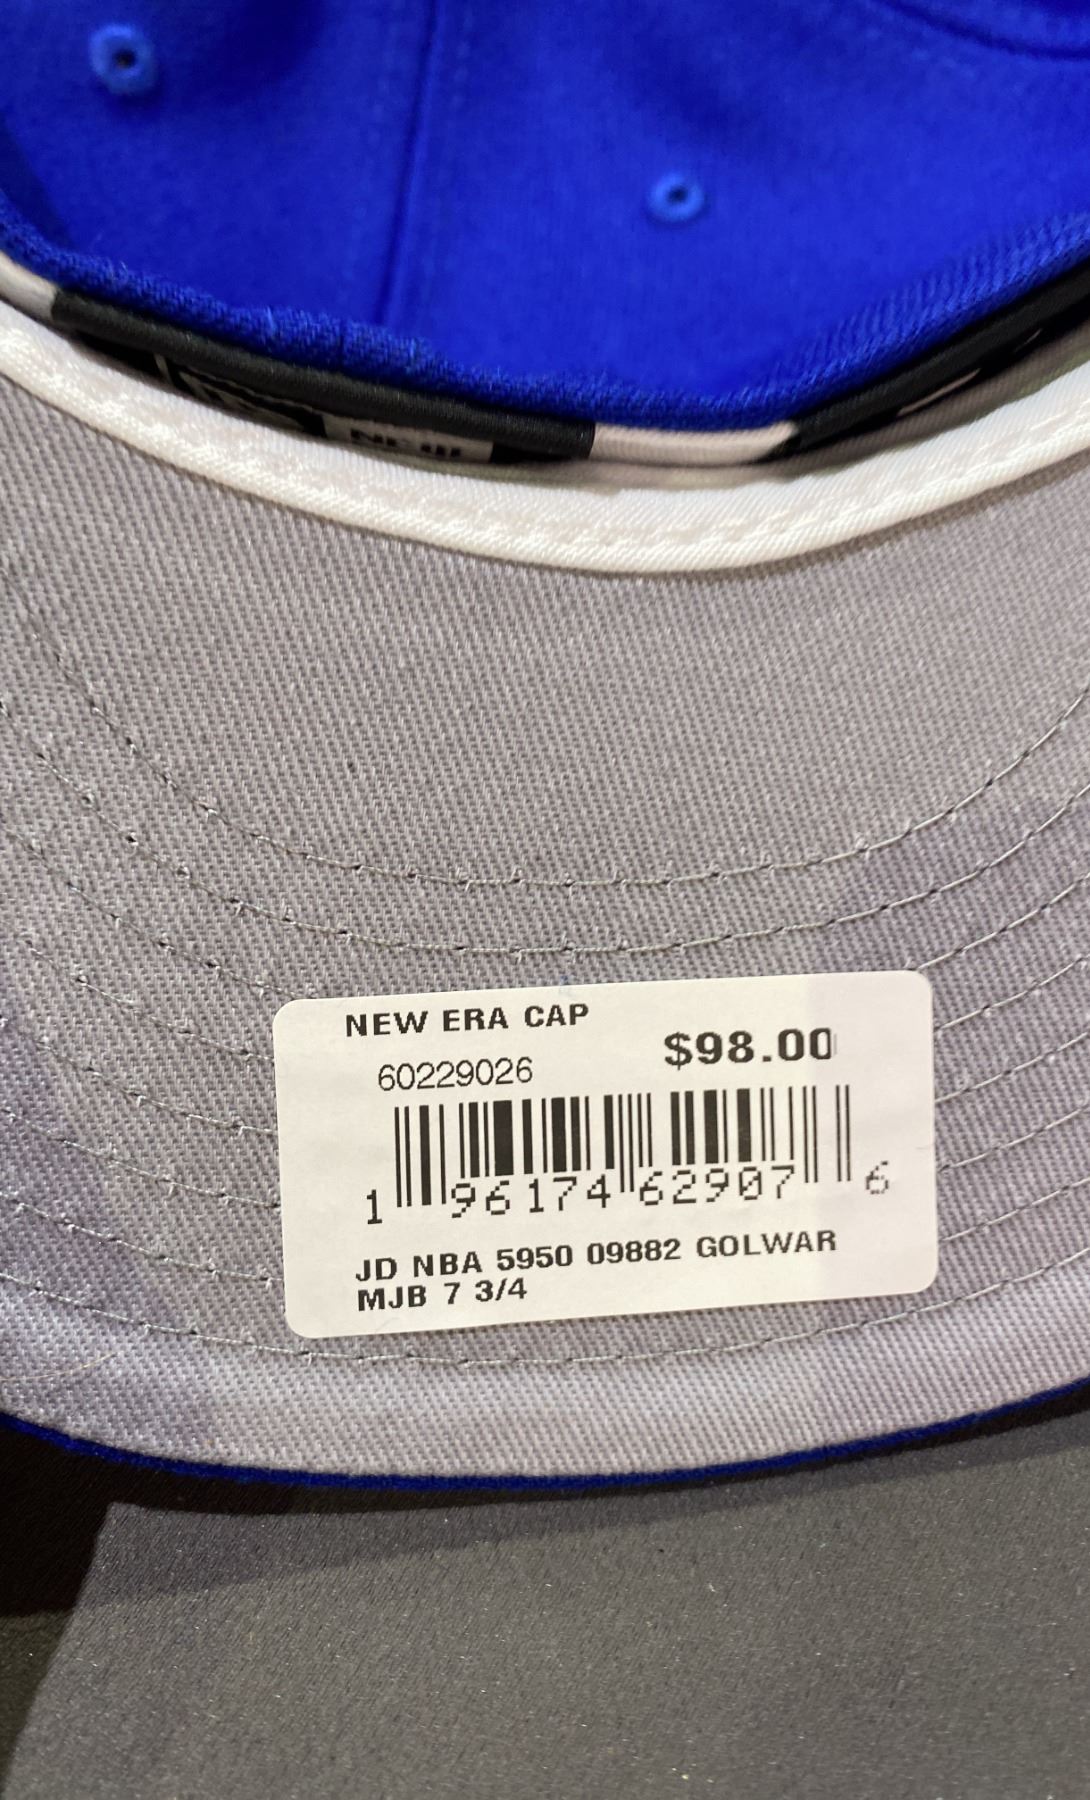 NEW
NEW ERA CAP
$98.00
60229026
1 96174 62907 6
JD NBA 5950 09882 GOLWAR
MJB 7 3/4